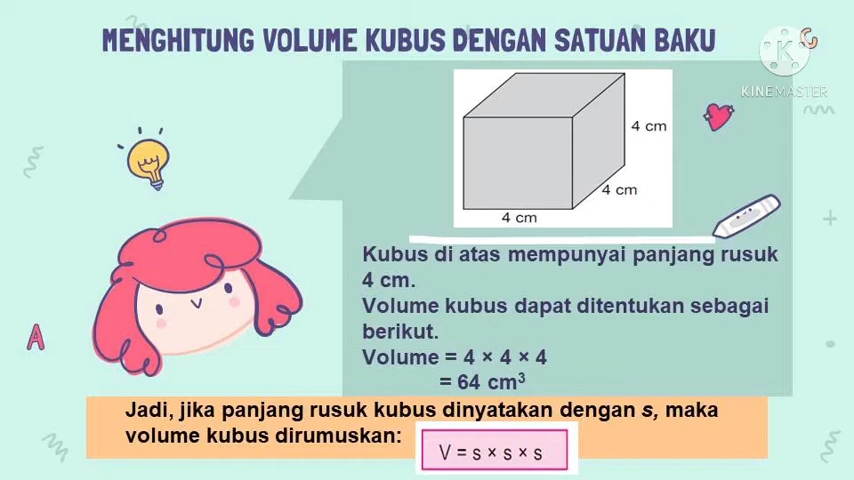 MENGHITUNG VOLUME KUBUS DENGAN SATUAN BAKU
K
KINEMASTER
4 cm
4 cm
4 cm
Kubus di atas mempunyai panjang rusuk
4 cm.
Volume kubus dapat ditentukan sebagai
berikut.
Volume = 4 × 4 × 4
= 64 cm³
A
Jadi, jika panjang rusuk kubus dinyatakan dengan s, maka
volume kubus dirumuskan:
V = s × s × s